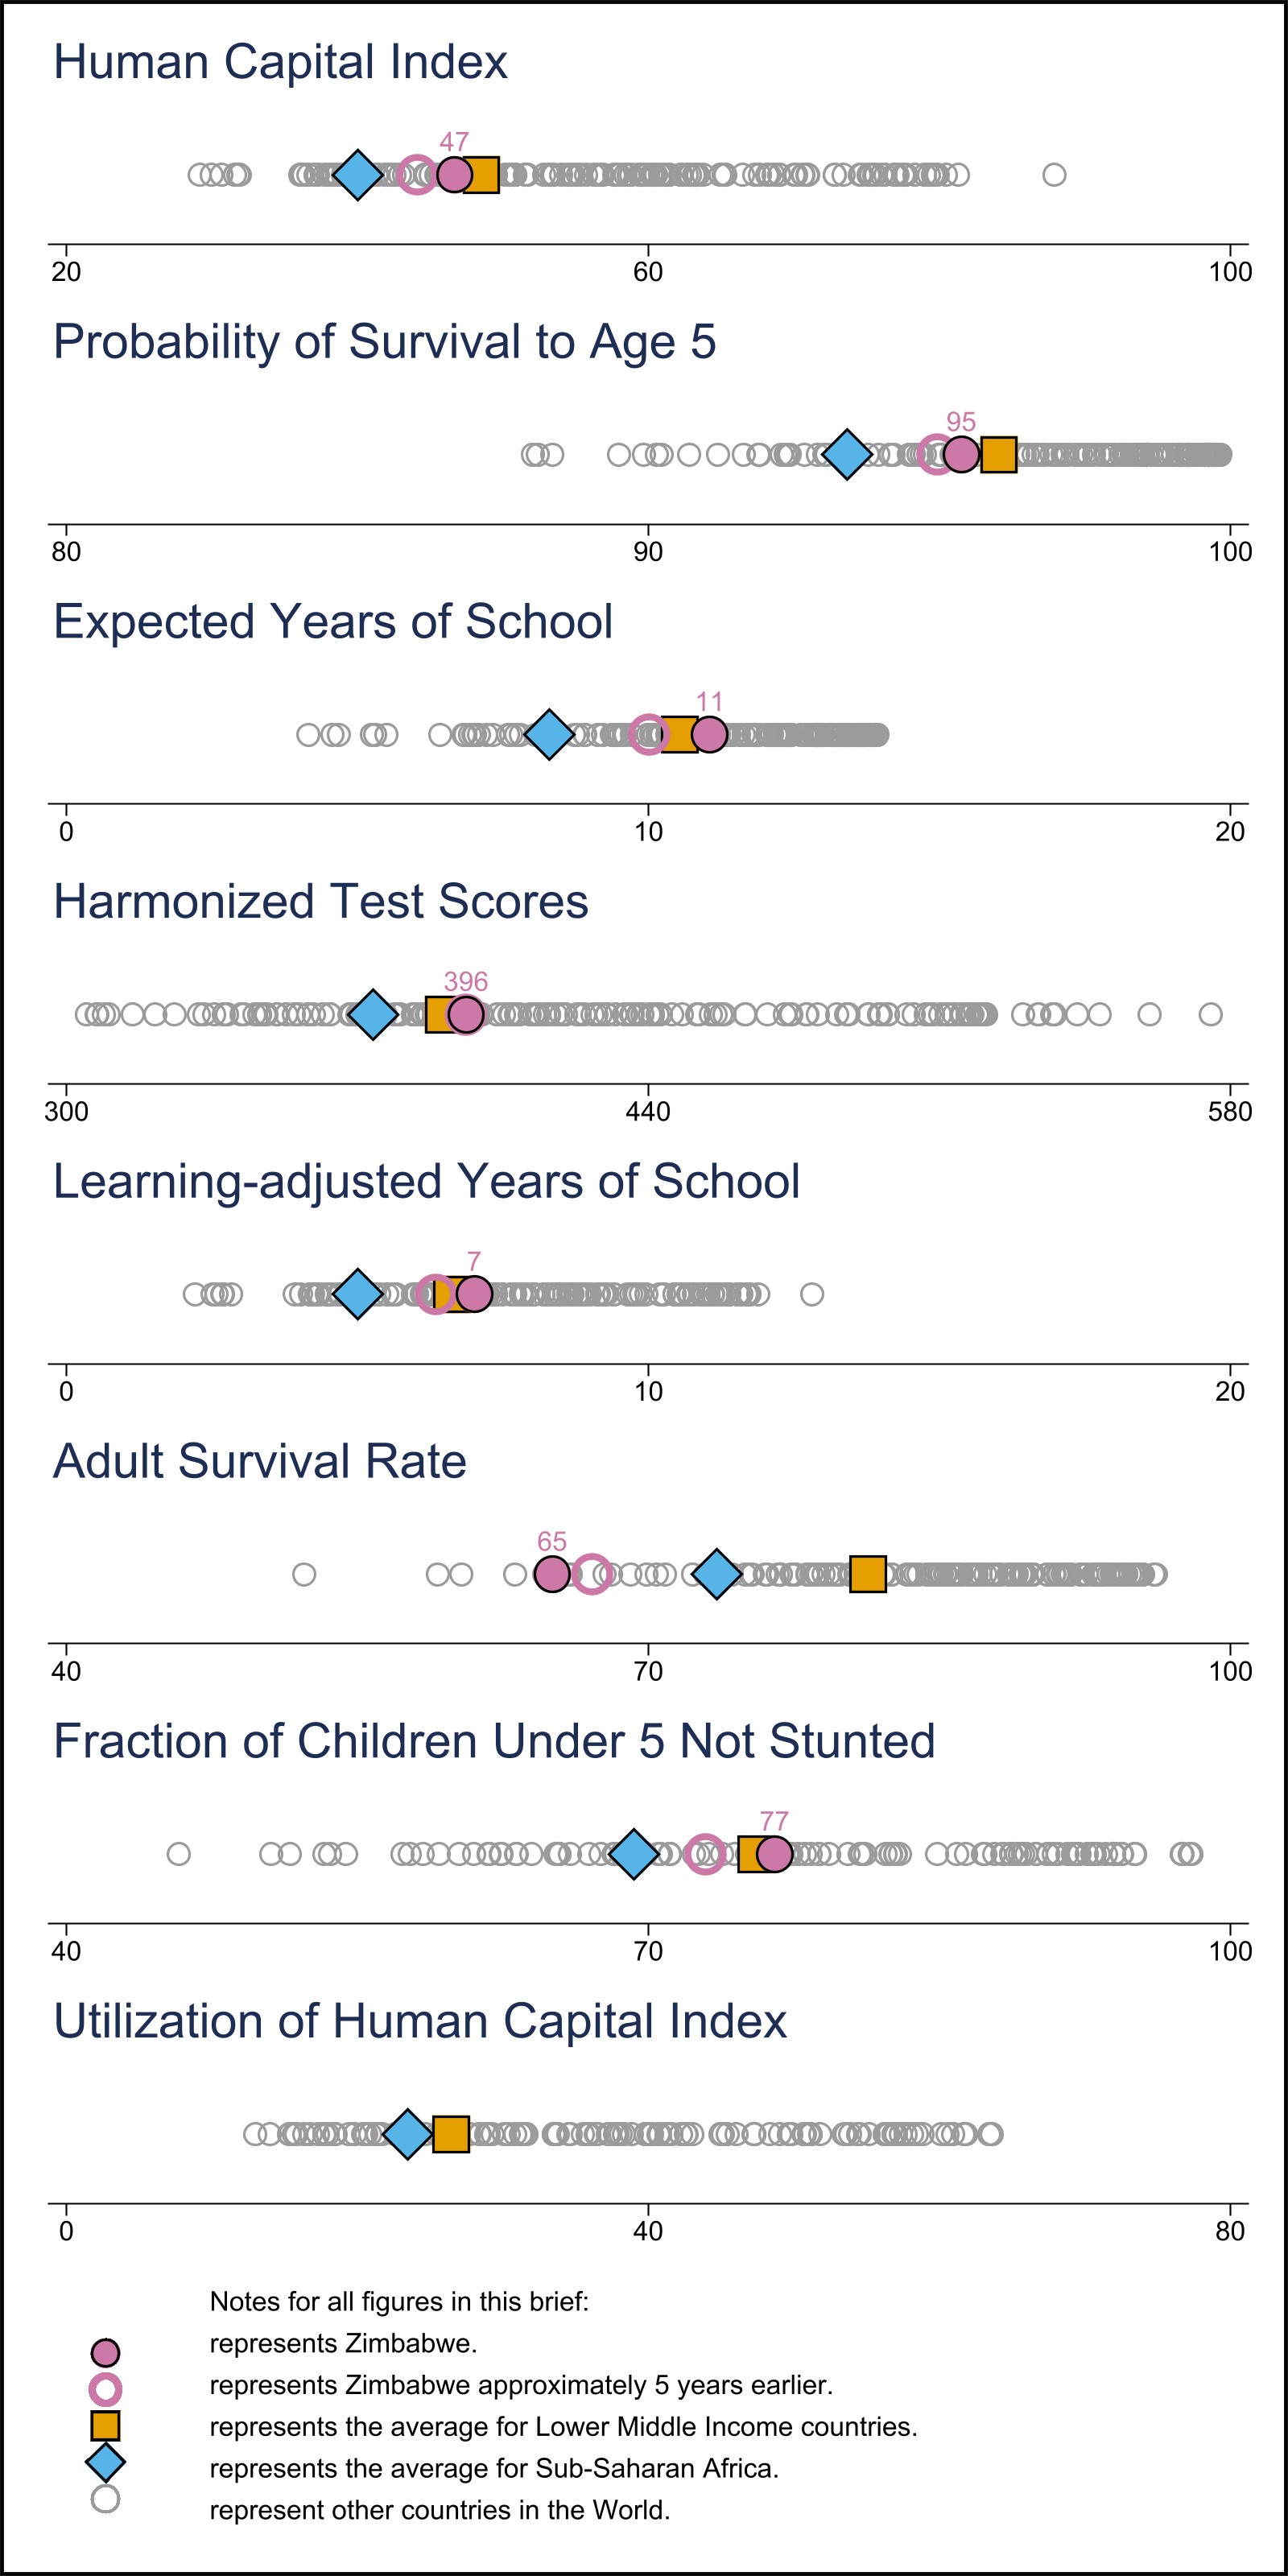 Human Capital Index
47
20 60 100
Probability of Survival to Age 5
95
80 90 100
Expected Years of School
11
0 10 20
Harmonized Test Scores
396
300 440 580
Learning-adjusted Years of School
7
0 10 20
Adult Survival Rate
65
40 70 100
Fraction of Children Under 5 Not Stunted
77
40 70 100
Utilization of Human Capital Index
0 40 80
Notes for all figures in this brief:
represents Zimbabwe.
represents Zimbabwe approximately 5 years earlier.
represents the average for Lower Middle Income countries.
represents the average for Sub-Saharan Africa.
represent other countries in the World.